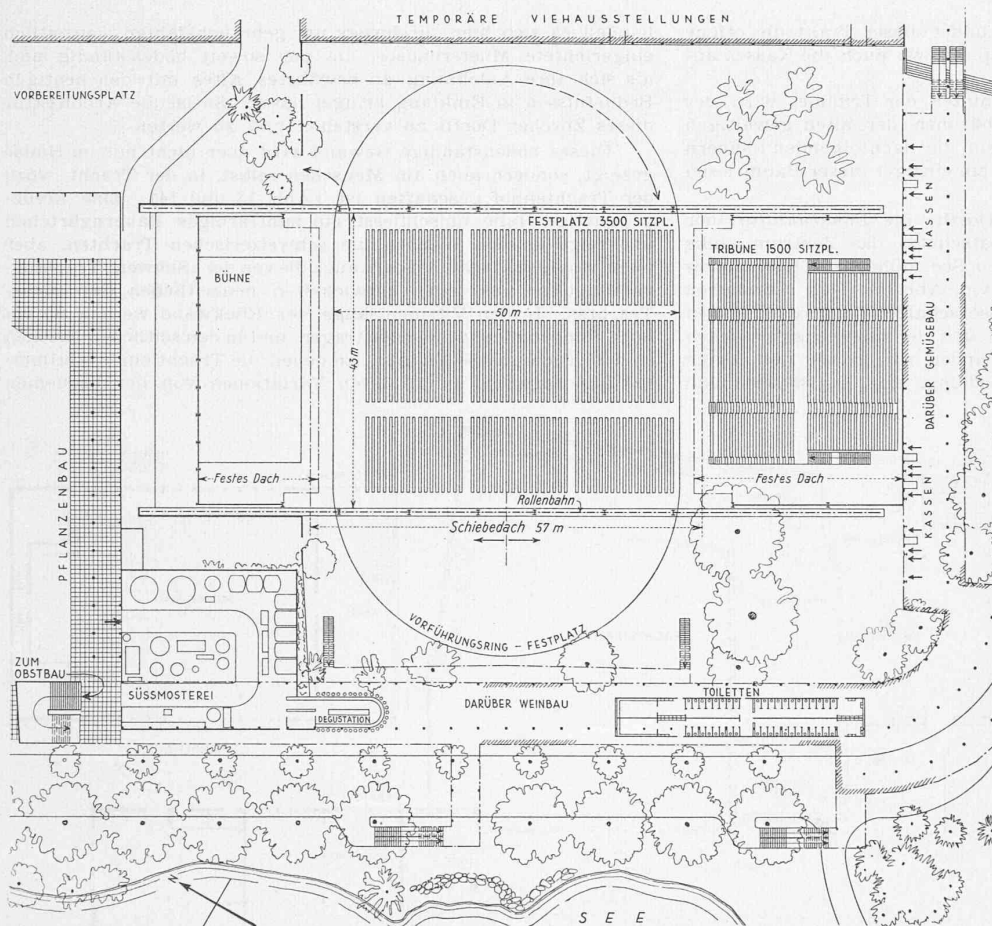 TEMPORÄRE VIEHAUSSTELLUNGEN
VORBEREITUNGSPLATZ
FESTPLATZ 3500 SITZPL.
TRIBÜNE 1500 SITZPL.
BÜHNE
50 m
43 m
KASSEN
DARÜBER GEMÜSEBAU
KASSEN
PFLANZENBAU
Festes Dach
Festes Dach
Rollenbahn
Schiebedach 57 m
VORFÜHRUNGSRING - FESTPLATZ
ZUM
OBSTBAU
SÜSSMOSTEREI
DEGUSTATION
DARÜBER WEINBAU
TOILETTEN
N
SEE